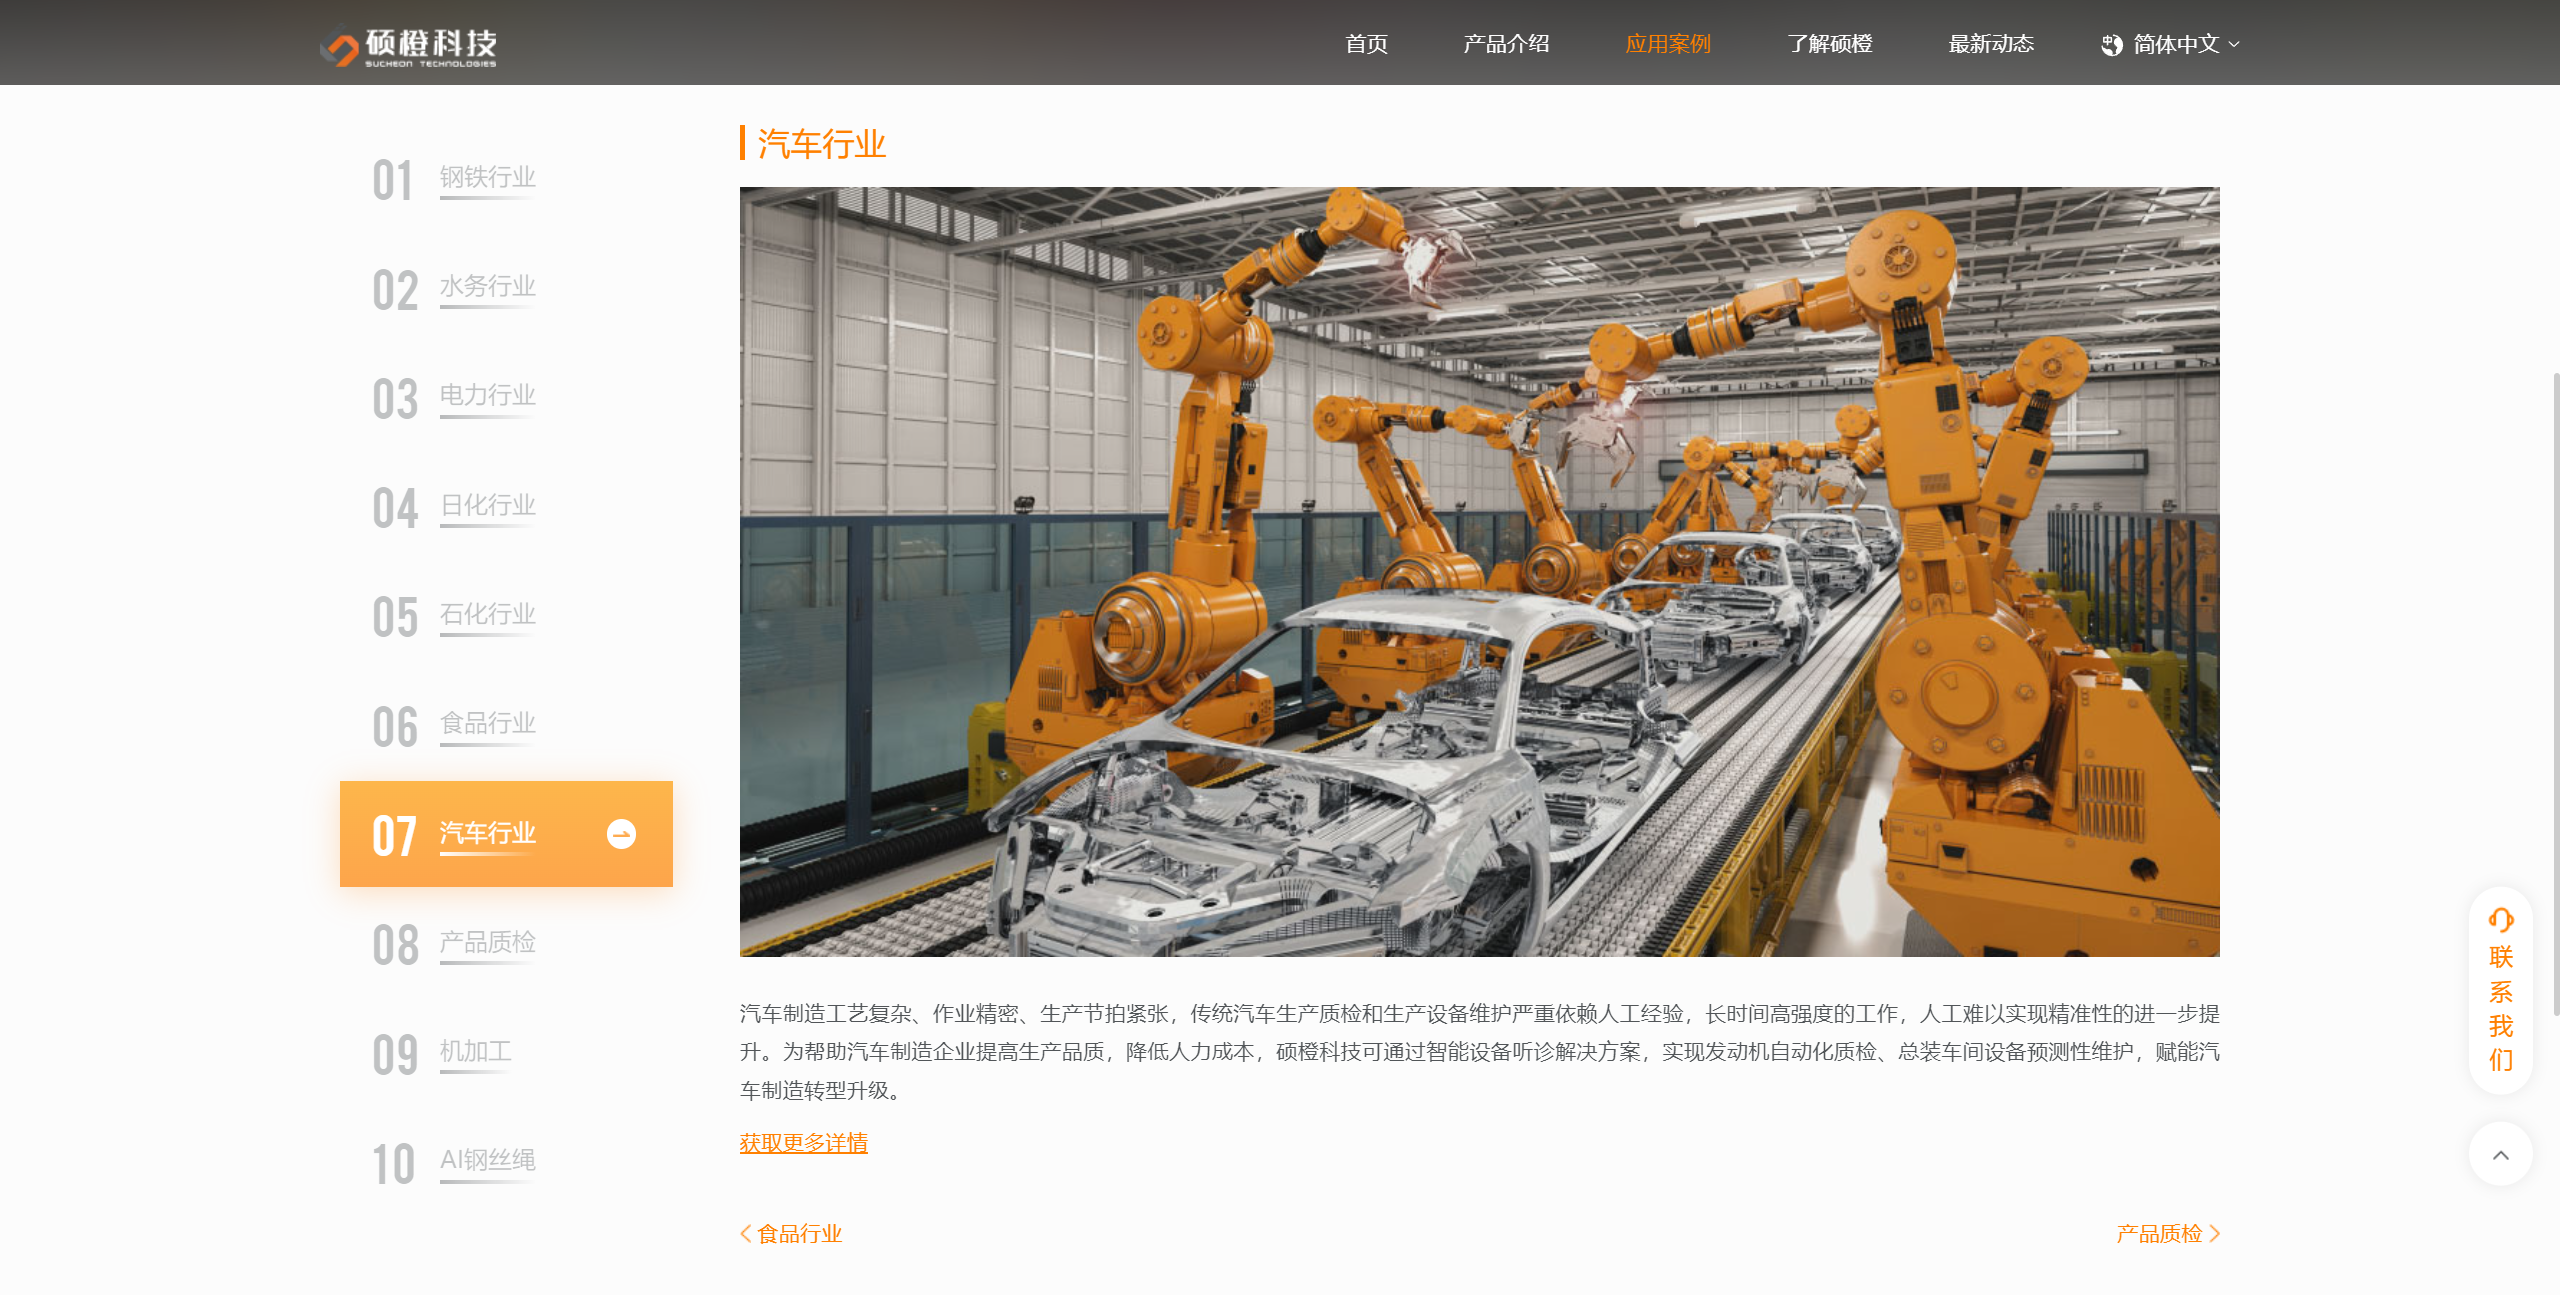 硕橙科技
SUCHEON TECHNOLOGIES
首页
产品介绍
应用案例
了解硕橙
最新动态
简体中文
01 钢铁行业
02 水务行业
03 电力行业
04 日化行业
05 石化行业
06 食品行业
07 汽车行业
08 产品质检
09 机加工
10 AI钢丝绳
汽车行业
汽车制造工艺复杂、作业精密、生产节拍紧张，传统汽车生产质检和生产设备维护严重依赖人工经验，长时间高强度的工作，人工难以实现精准性的进一步提
升。为帮助汽车制造企业提高生产品质，降低人力成本，硕橙科技可通过智能设备听诊解决方案，实现发动机自动化质检、总装车间设备预测性维护，赋能汽
车制造转型升级。
获取更多详情
食品行业
产品质检
联
系
我
们